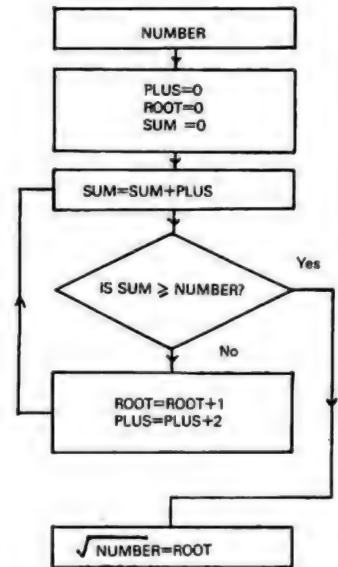 NUMBER
PLUS=0
ROOT=0
SUM =0
SUM=SUM+PLUS
IS SUM ⩾ NUMBER?
Yes
No
ROOT=ROOT+1
PLUS=PLUS+2
√NUMBER=ROOT